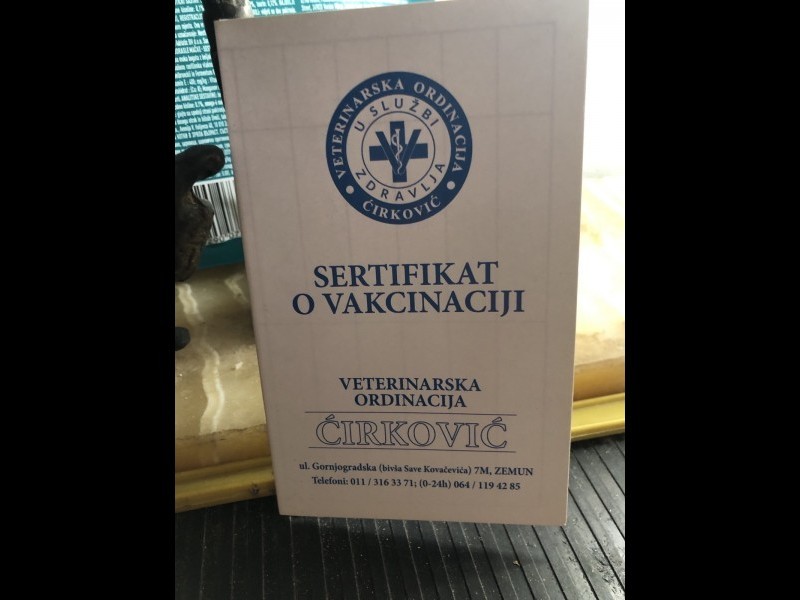 VETERINARSKA ORDINACIJA
U SLUŽBI
ZDRAVLJA
ĆIRKOVIĆ
SERTIFIKAT
O VAKCINACIJI
VETERINARSKA
ORDINACIJA
ĆIRKOVIĆ
ul. Gornjogradska (bivša Save Kovačevića) 7M, ZEMUN
Telefoni: 011 / 316 33 71; (0-24h) 064 / 119 42 85